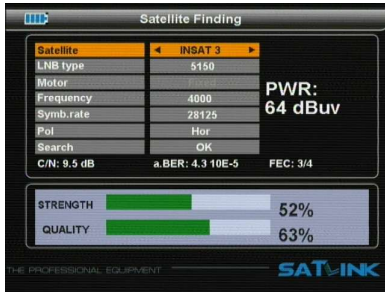 Satellite Finding
Satellite INSAT 3
LNB type 5150
Motor Fixed
Frequency 4000
Symb.rate 28125
Pol Hor
Search OK
PWR:
64 dBuv
C/N: 9.5 dB a.BER: 4.3 10E-5 FEC: 3/4
STRENGTH 52%
QUALITY 63%
THE PROFESSIONAL EQUIPMENT SATLINK